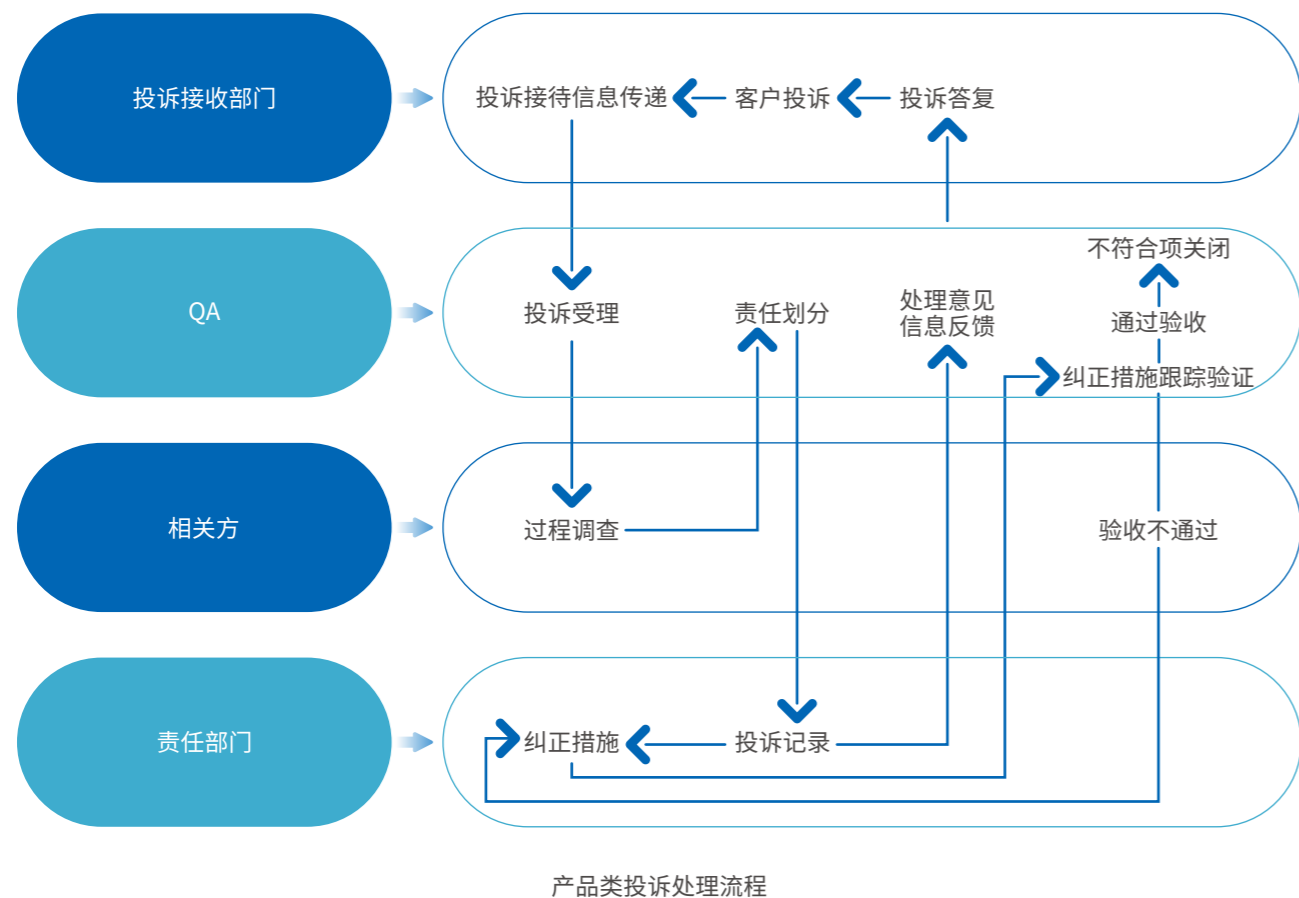 投诉接收部门
投诉接待信息传递
客户投诉
投诉答复
QA
投诉受理
责任划分
处理意见
信息反馈
不符合项关闭
通过验收
纠正措施跟踪验证
相关方
过程调查
验收不通过
责任部门
纠正措施
投诉记录
产品类投诉处理流程